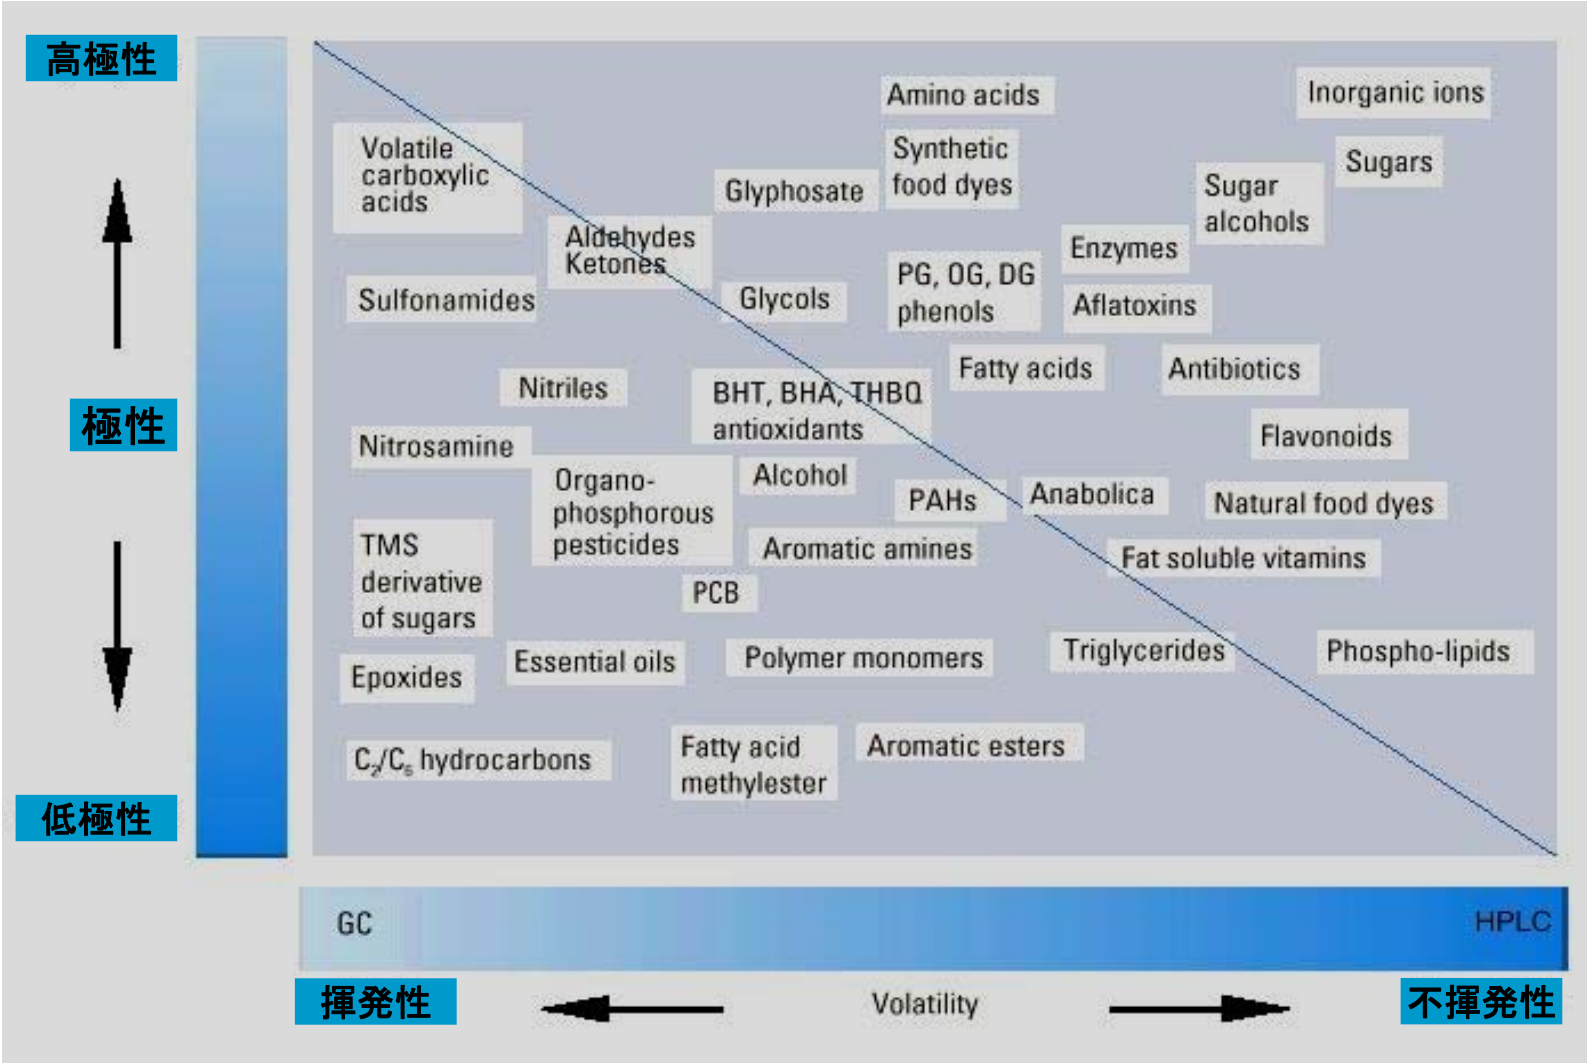 高極性
Amino acids
Inorganic ions
Volatile
carboxylic
acids
Synthetic
food dyes
Sugars
Glyphosate
Sugar
alcohols
Aldehydes
Ketones
Enzymes
PG, OG, DG
phenols
Sulfonamides
Glycols
Aflatoxins
Nitriles
BHT, BHA, THBQ
antioxidants
Fatty acids
Antibiotics
極性
Nitrosamine
Flavonoids
Organo-
phosphorous
pesticides
Alcohol
PAHs
Anabolica
Natural food dyes
TMS
derivative
of sugars
Aromatic amines
Fat soluble vitamins
PCB
Epoxides
Essential oils
Polymer monomers
Triglycerides
Phospho-lipids
C₂/C₆ hydrocarbons
Fatty acid
methylester
Aromatic esters
低極性
GC
HPLC
揮発性
Volatility
不揮発性